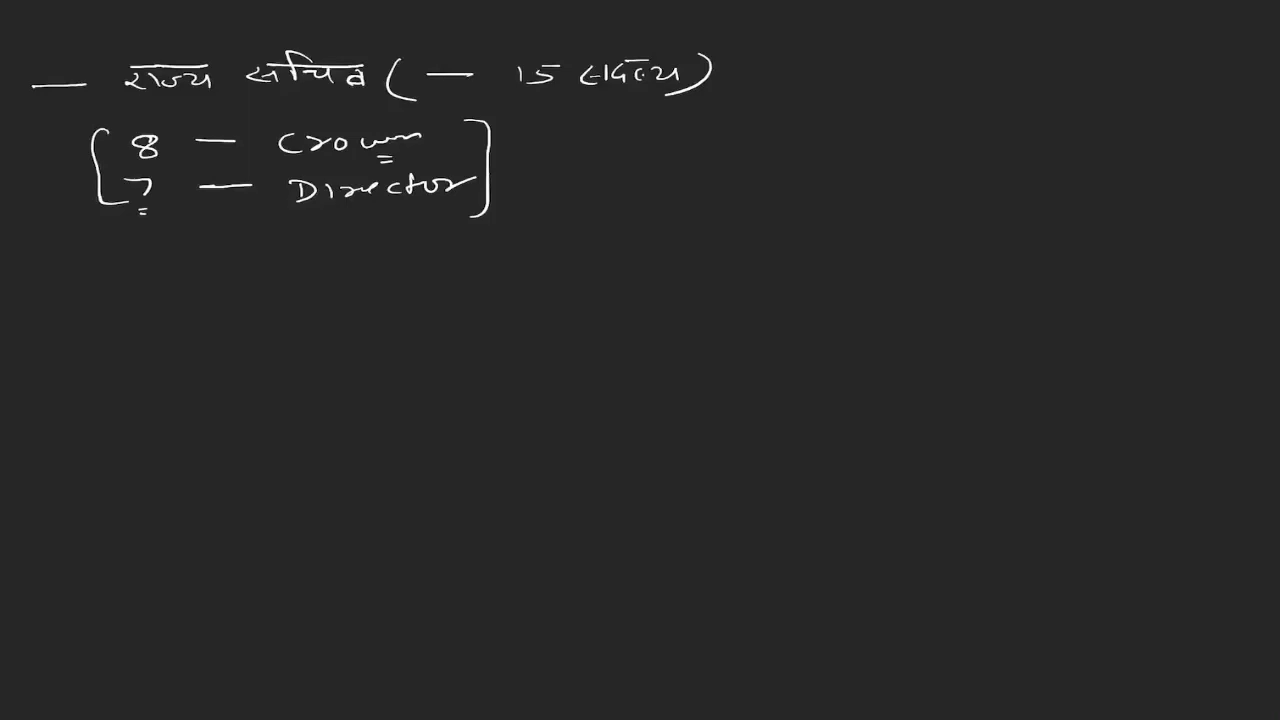 — राज्य सचिव ( — 15 सदस्य )
[ 8 — Crown
7 — Director ]